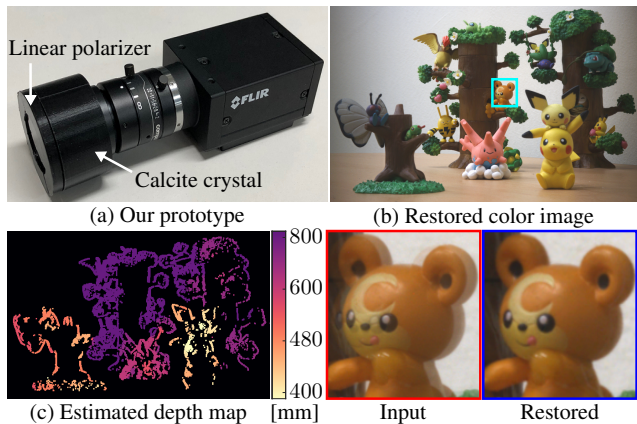 Linear polarizer
FLIR
Calcite crystal
(a) Our prototype
(b) Restored color image
800
600
480
400
(c) Estimated depth map
[mm]
Input
Restored